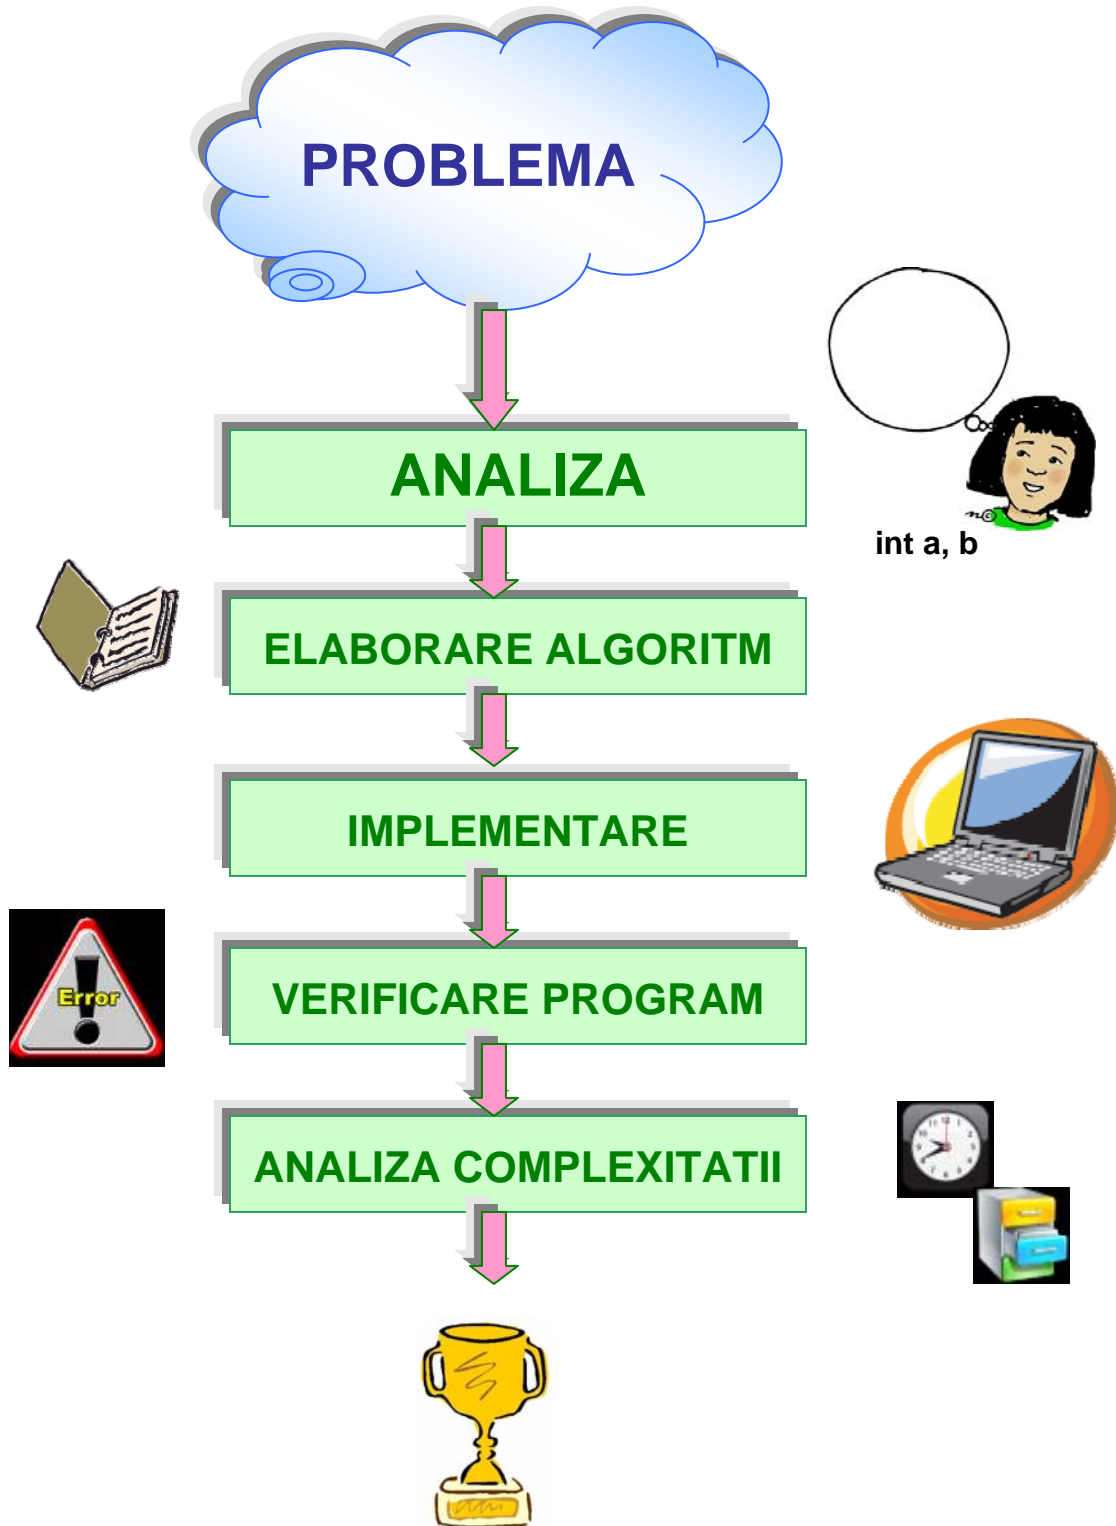 PROBLEMA
ANALIZA
int a, b
ELABORARE ALGORITM
IMPLEMENTARE
Error
VERIFICARE PROGRAM
ANALIZA COMPLEXITATII